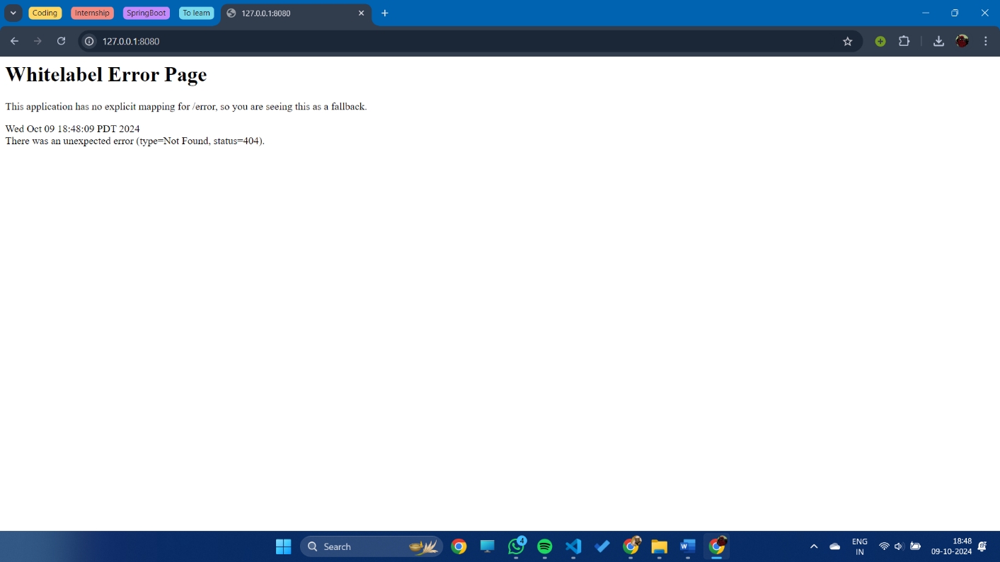 Coding
Internship
SpringBoot
To learn
127.0.0.1:8080
127.0.0.1:8080
Whitelabel Error Page
This application has no explicit mapping for /error, so you are seeing this as a fallback.
Wed Oct 09 18:48:09 PDT 2024
There was an unexpected error (type=Not Found, status=404).
Search
4
ENG
IN
18:48
09-10-2024